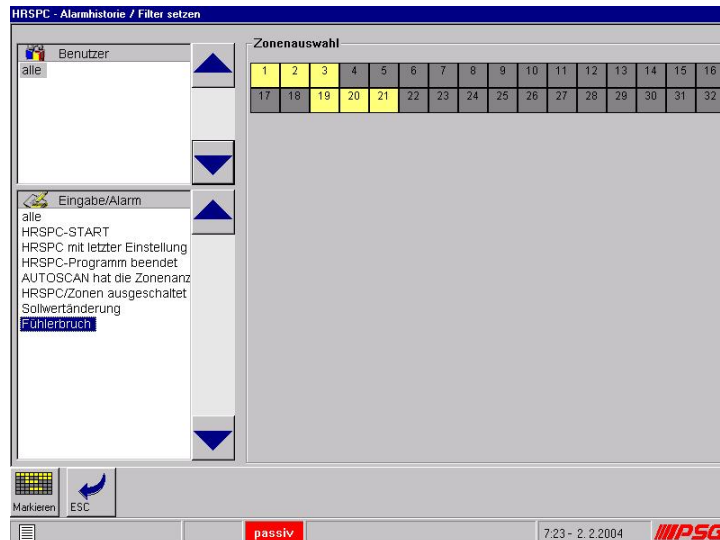 HRSPC - Alarmhistorie / Filter setzen
Benutzer
alle
Zonenauswahl
1 2 3 4 5 6 7 8 9 10 11 12 13 14 15 16
17 18 19 20 21 22 23 24 25 26 27 28 29 30 31 32
Eingabe/Alarm
alle
HRSPC-START
HRSPC mit letzter Einstellung
HRSPC-Programm beendet
AUTOSCAN hat die Zonenanz
HRSPC/Zonen ausgeschaltet
Sollwertänderung
Fühlerbruch
Markieren ESC
passiv 7:23 - 2. 2.2004 PSG